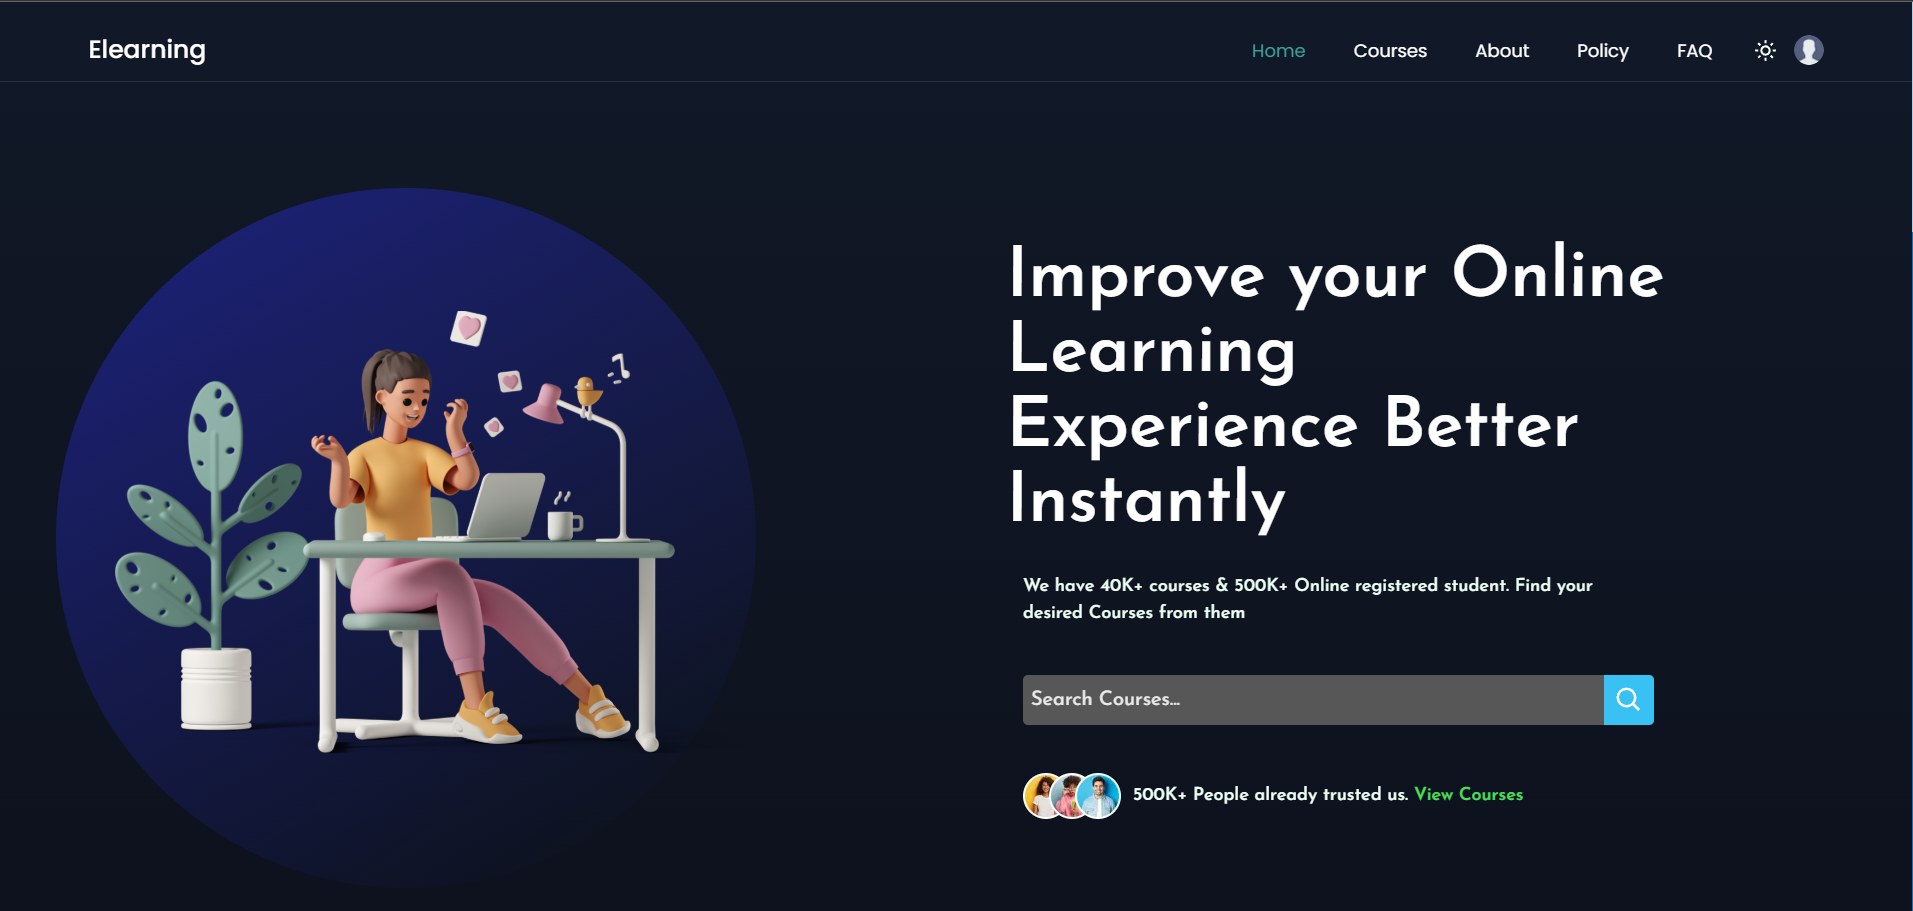 Elearning
Home Courses About Policy FAQ
Improve your Online
Learning
Experience Better
Instantly
We have 40K+ courses & 500K+ Online registered student. Find your
desired Courses from them
Search Courses...
500K+ People already trusted us. View Courses